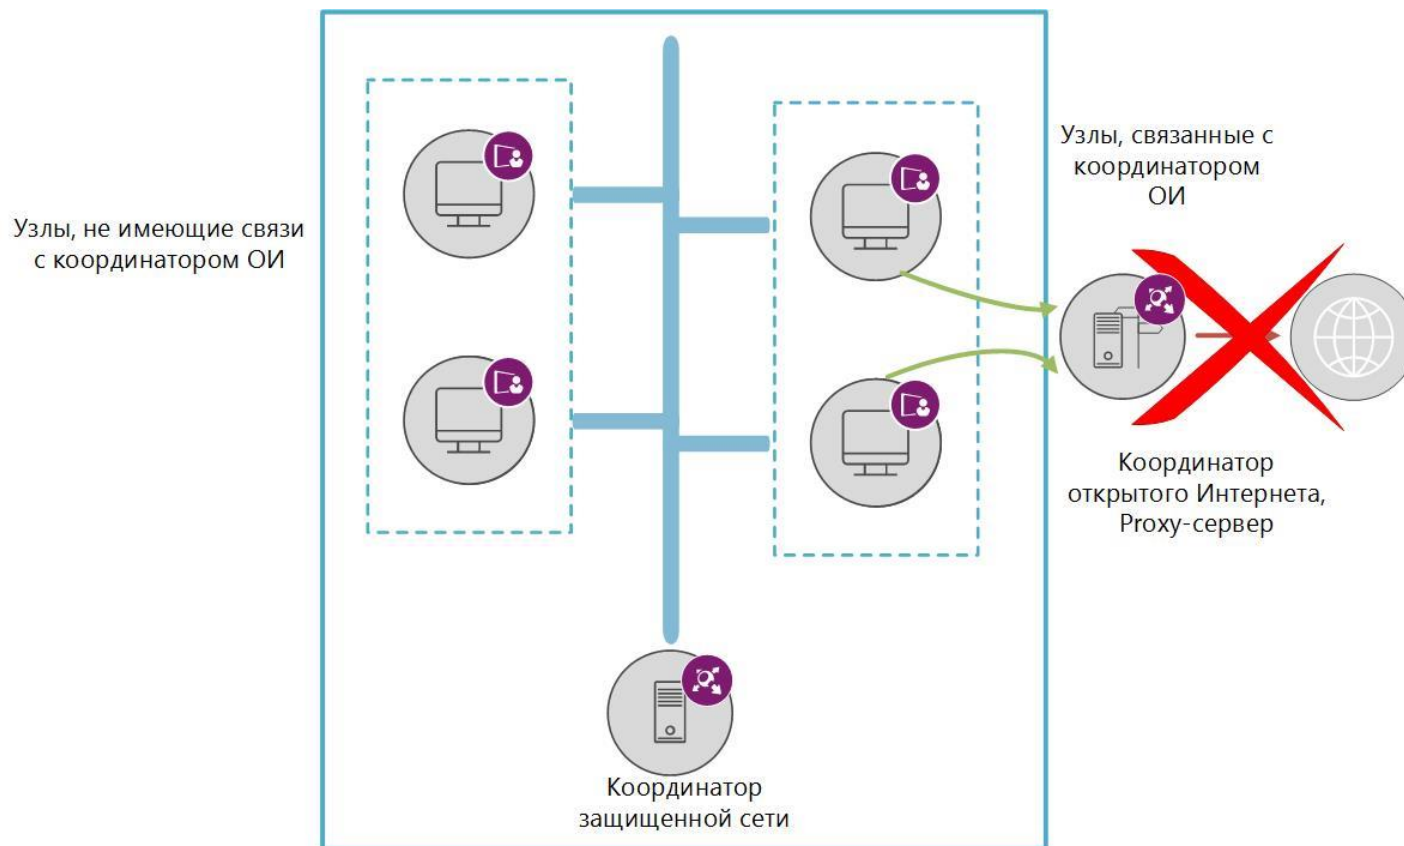 Узлы, не имеющие связи
с координатором ОИ
Узлы, связанные с
координатором
ОИ
Координатор
открытого Интернета,
Proxy-сервер
Координатор
защищенной сети